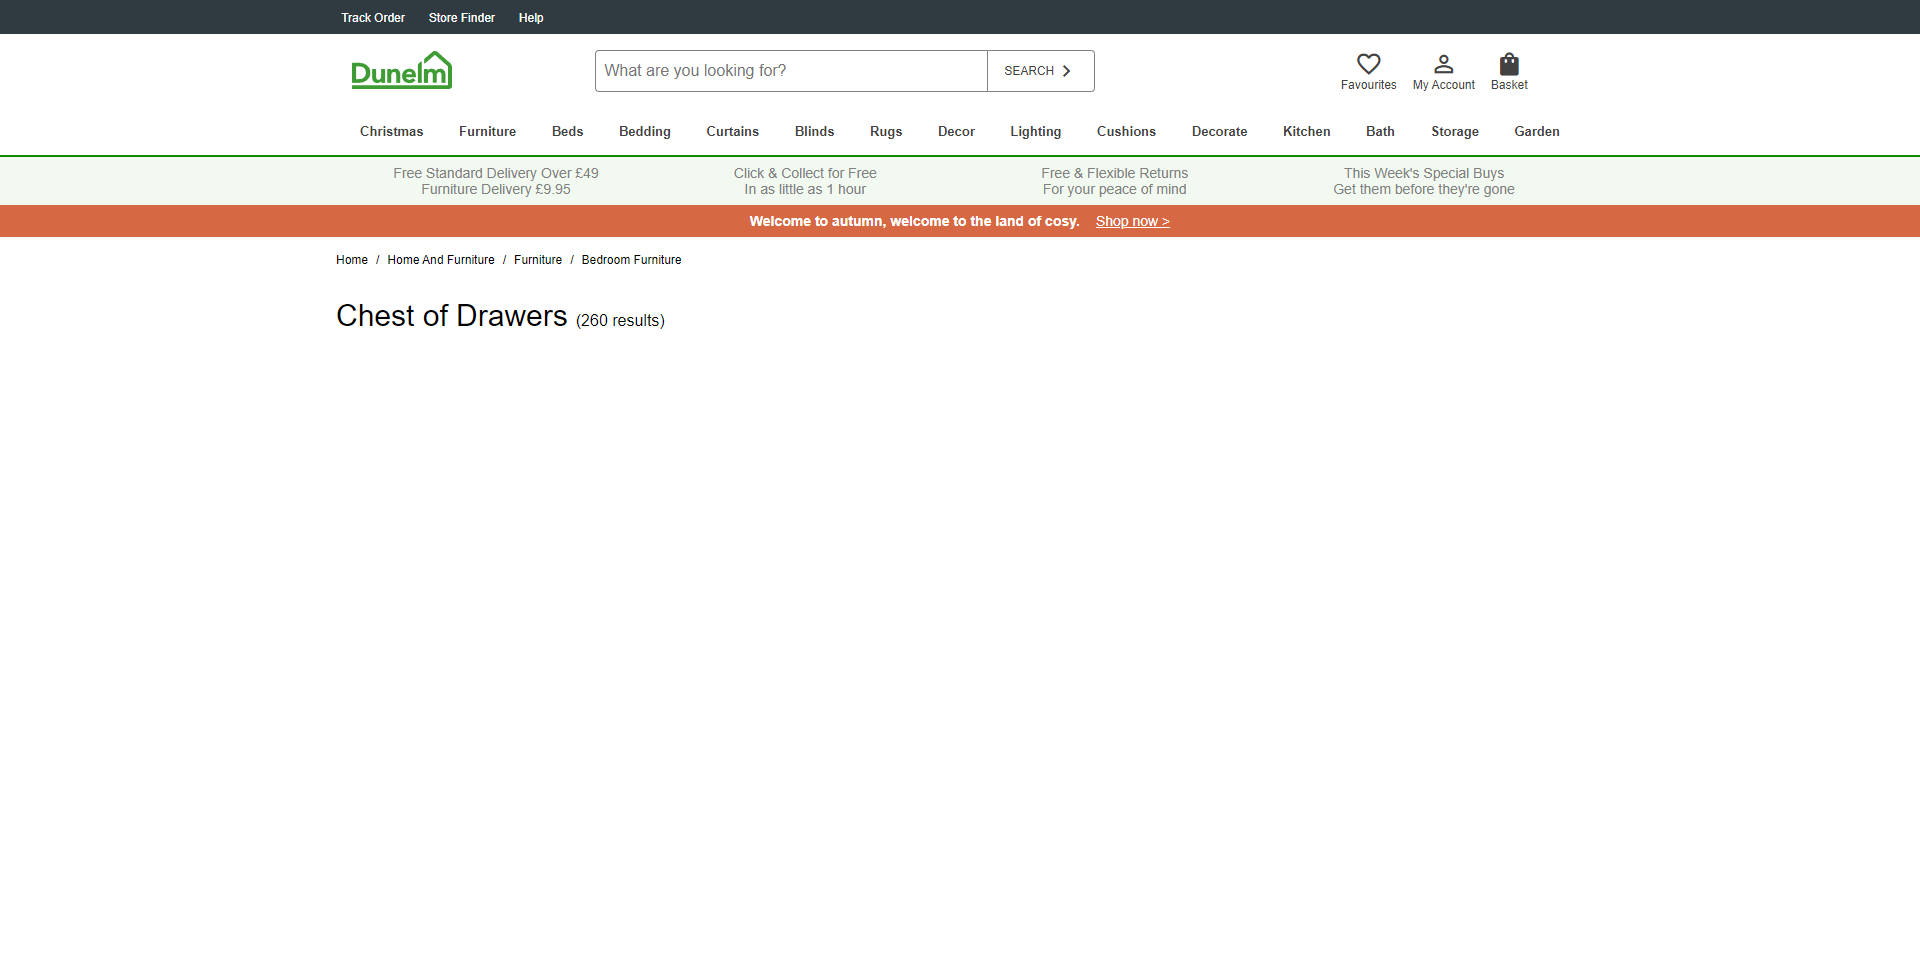 Track Order Store Finder Help
Dunelm
What are you looking for?
SEARCH
Favourites My Account Basket
Christmas Furniture Beds Bedding Curtains Blinds Rugs Decor Lighting Cushions Decorate Kitchen Bath Storage Garden
Free Standard Delivery Over £49
Furniture Delivery £9.95
Click & Collect for Free
In as little as 1 hour
Free & Flexible Returns
For your peace of mind
This Week's Special Buys
Get them before they're gone
Welcome to autumn, welcome to the land of cosy. Shop now >
Home / Home And Furniture / Furniture / Bedroom Furniture
Chest of Drawers (260 results)